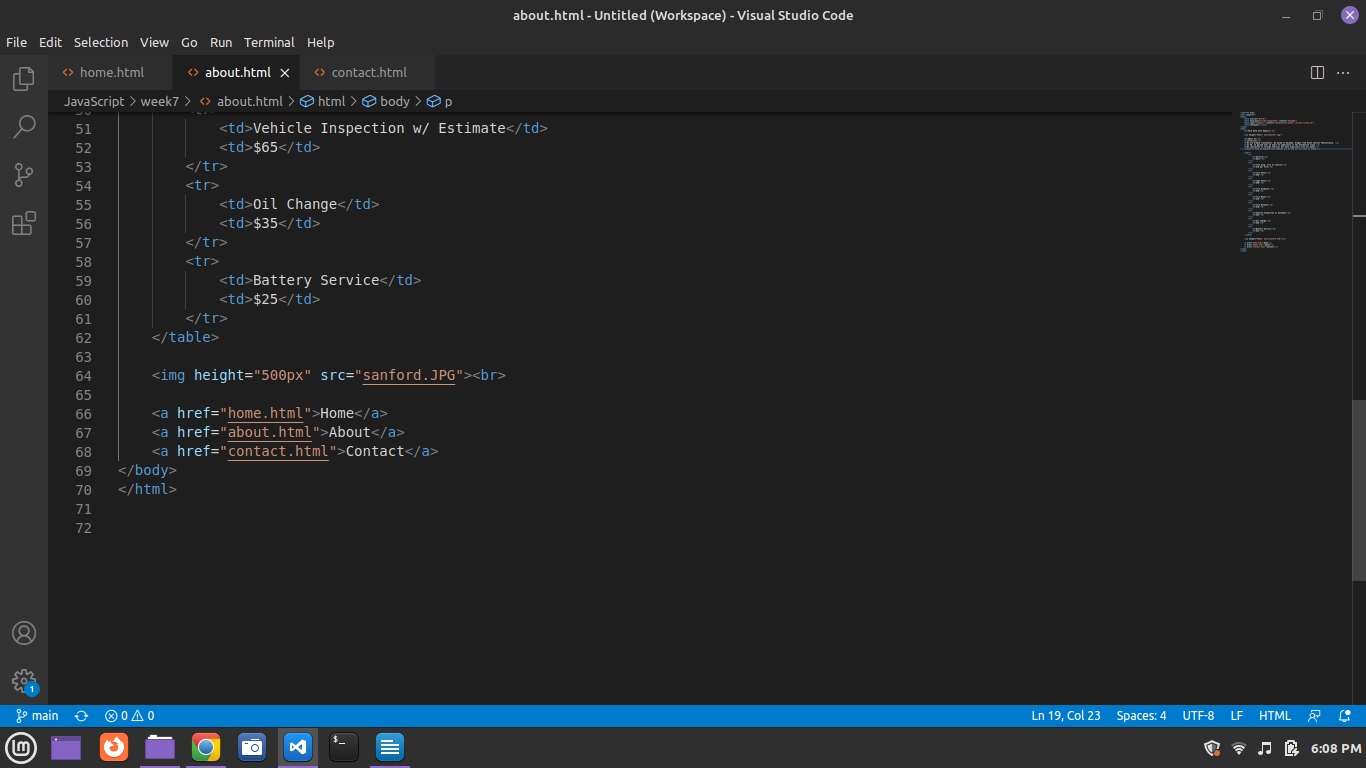 about.html - Untitled (Workspace) - Visual Studio Code
File Edit Selection View Go Run Terminal Help
home.html about.html contact.html
JavaScript > week7 > about.html > html > body > p
51 <td>Vehicle Inspection w/ Estimate</td>
52 <td>$65</td>
53 </tr>
54 <tr>
55 <td>Oil Change</td>
56 <td>$35</td>
57 </tr>
58 <tr>
59 <td>Battery Service</td>
60 <td>$25</td>
61 </tr>
62 </table>
63
64 <img height="500px" src="sanford.JPG"><br>
65
66 <a href="home.html">Home</a>
67 <a href="about.html">About</a>
68 <a href="contact.html">Contact</a>
69 </body>
70 </html>
71
72
1
main 0 0 Ln 19, Col 23 Spaces: 4 UTF-8 LF HTML
lm $_ 6:08 PM